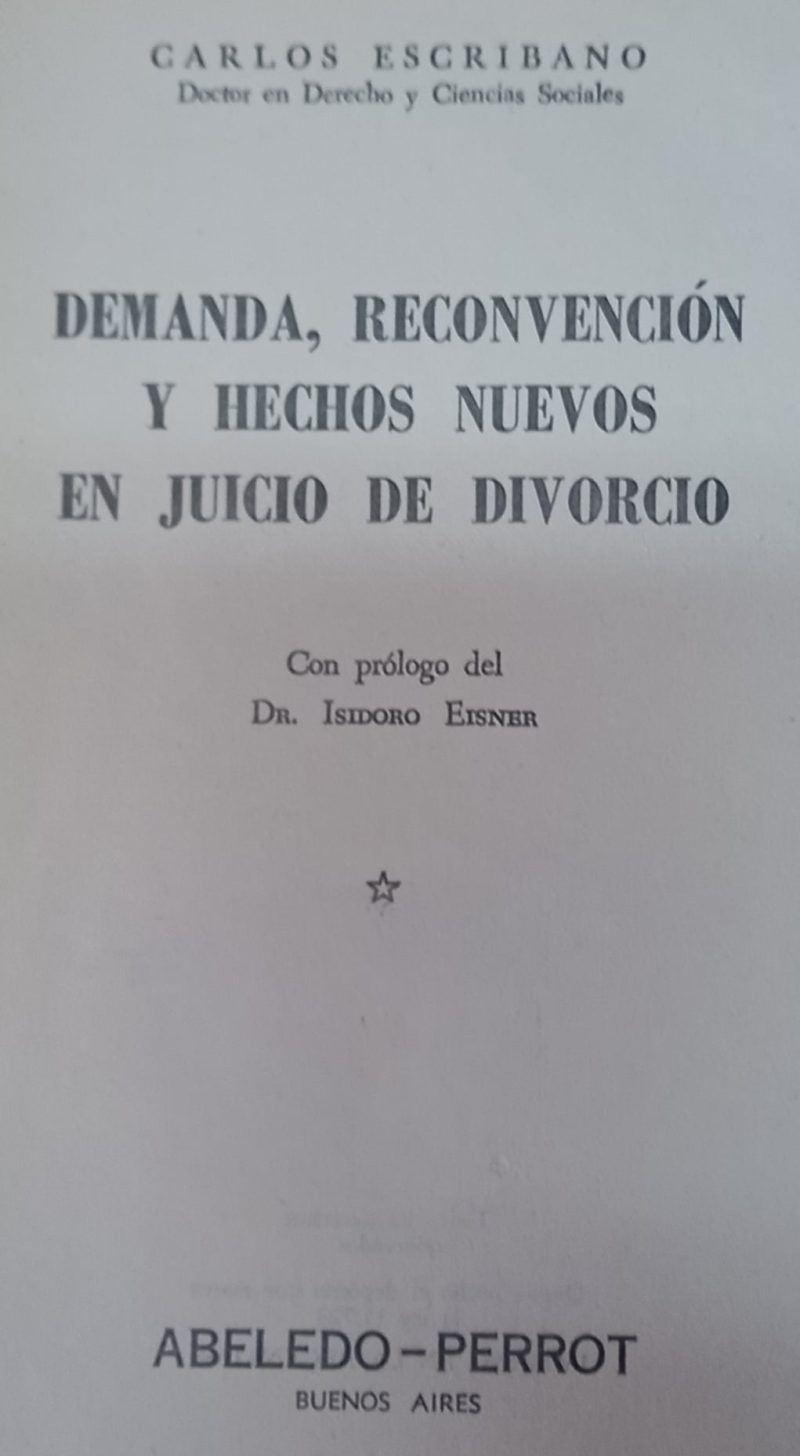 CARLOS ESCRIBANO
Doctor en Derecho y Ciencias Sociales
DEMANDA, RECONVENCIÓN
Y HECHOS NUEVOS
EN JUICIO DE DIVORCIO
Con prólogo del
DR. ISIDORO EISNER
ABELEDO-PERROT
BUENOS AIRES